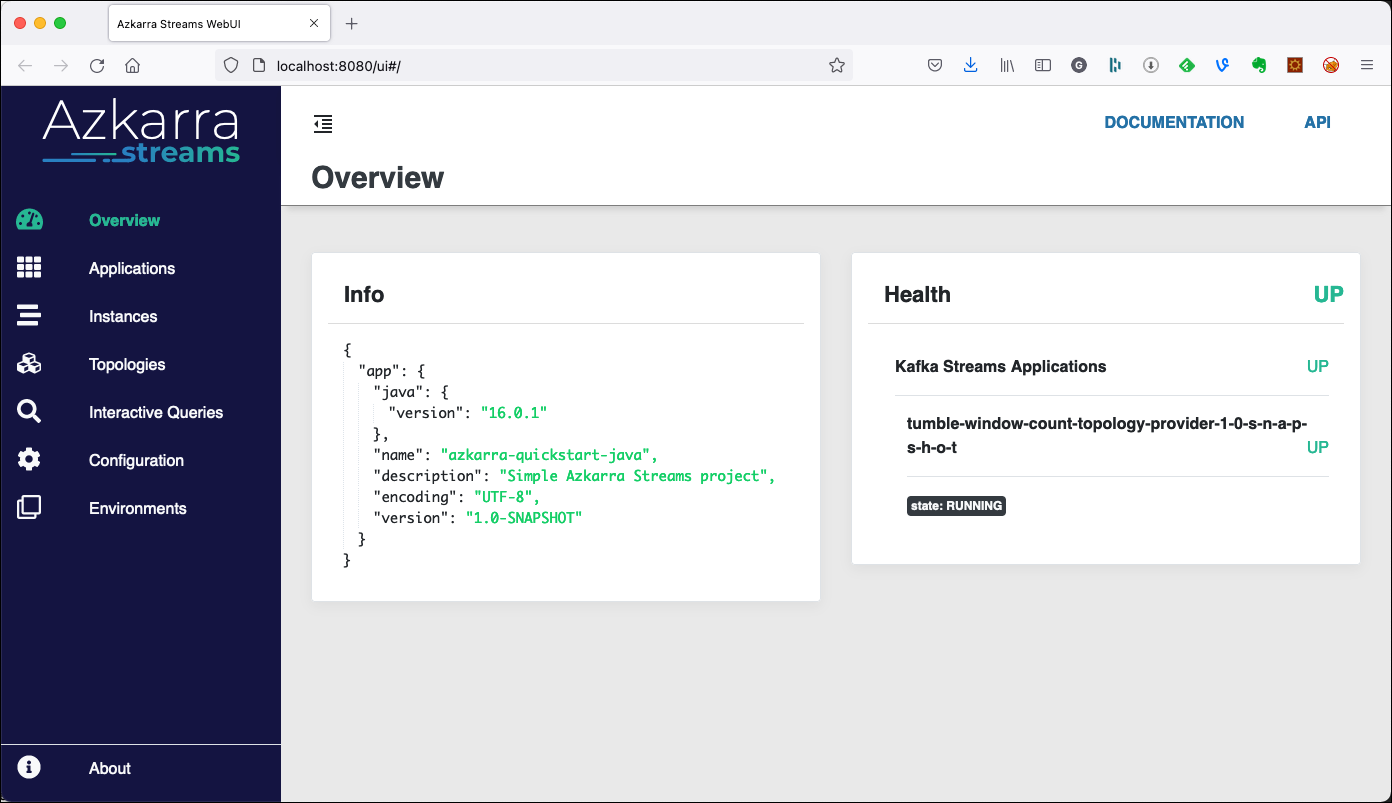 Azkarra Streams WebUI
localhost:8080/ui#/
G
Azkarra
streams
DOCUMENTATION
API
Overview
Overview
Applications
Instances
Topologies
Interactive Queries
Configuration
Environments
About
Info
{
"app": {
"java": {
"version": "16.0.1"
},
"name": "azkarra-quickstart-java",
"description": "Simple Azkarra Streams project",
"encoding": "UTF-8",
"version": "1.0-SNAPSHOT"
}
}
Health UP
Kafka Streams Applications UP
tumble-window-count-topology-provider-1-0-s-n-a-p-
s-h-o-t UP
state: RUNNING